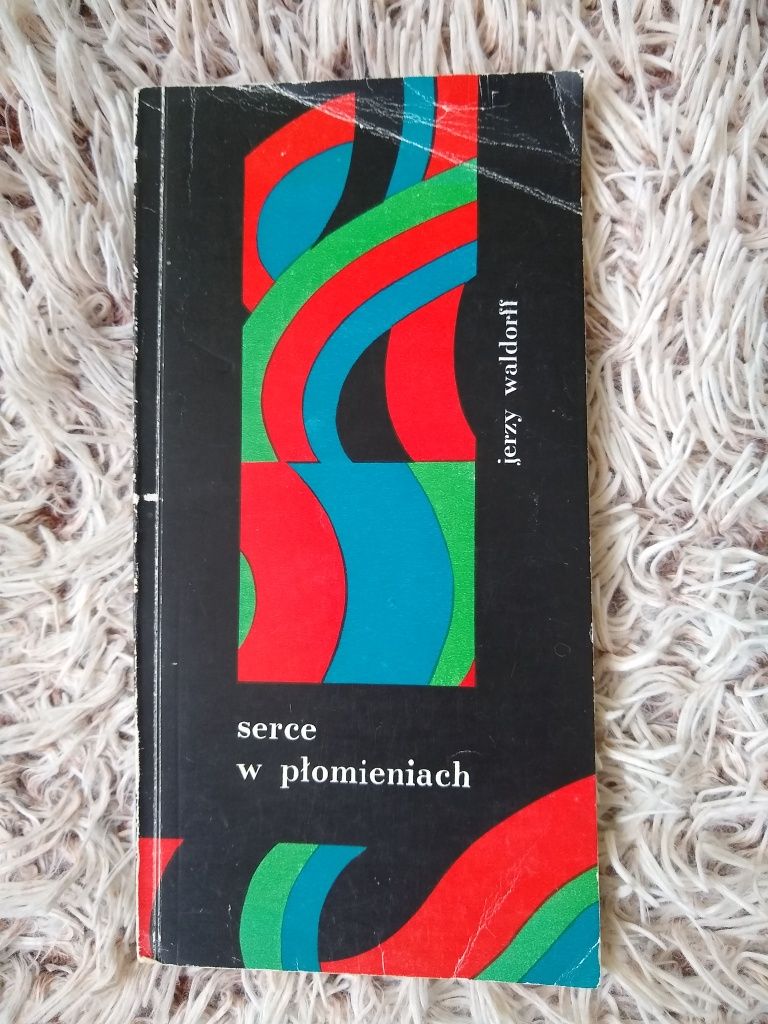 jerzy waldorff
serce
w płomieniach